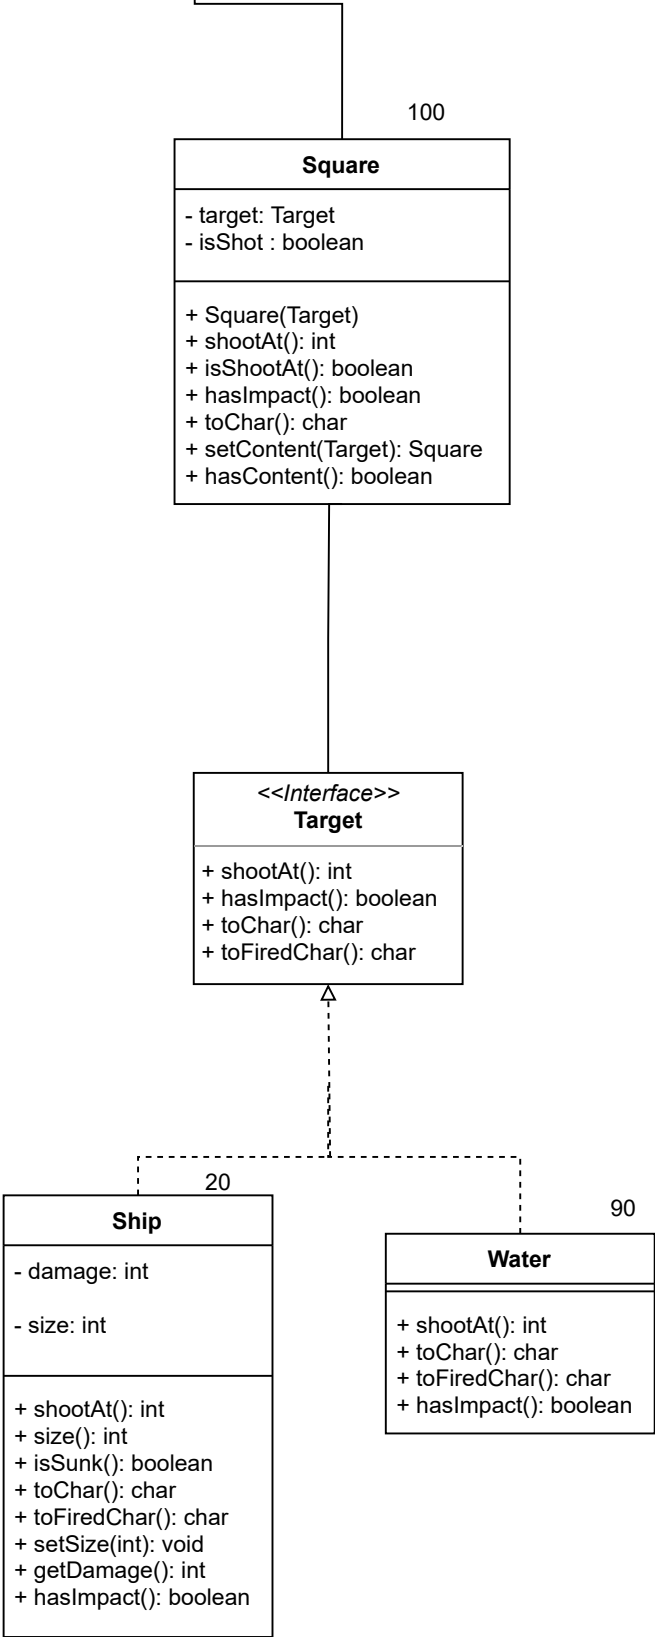 100
Square
- target: Target
- isShot : boolean
+ Square(Target)
+ shootAt(): int
+ isShootAt(): boolean
+ hasImpact(): boolean
+ toChar(): char
+ setContent(Target): Square
+ hasContent(): boolean
<<Interface>>
Target
+ shootAt(): int
+ hasImpact(): boolean
+ toChar(): char
+ toFiredChar(): char
20
Ship
- damage: int
- size: int
+ shootAt(): int
+ size(): int
+ isSunk(): boolean
+ toChar(): char
+ toFiredChar(): char
+ setSize(int): void
+ getDamage(): int
+ hasImpact(): boolean
90
Water
+ shootAt(): int
+ toChar(): char
+ toFiredChar(): char
+ hasImpact(): boolean